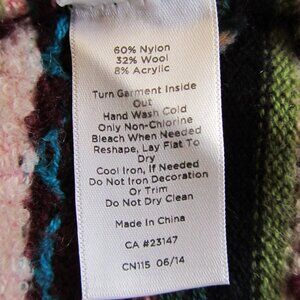 60% Nylon
32% Wool
8% Acrylic
Turn Garment Inside
Out
Hand Wash Cold
Only Non-Chlorine
Bleach When Needed
Reshape, Lay Flat To
Dry
Cool Iron, If Needed
Do Not Iron Decoration
Or Trim
Do Not Dry Clean
Made In China
CA #23147
CN115 06/14